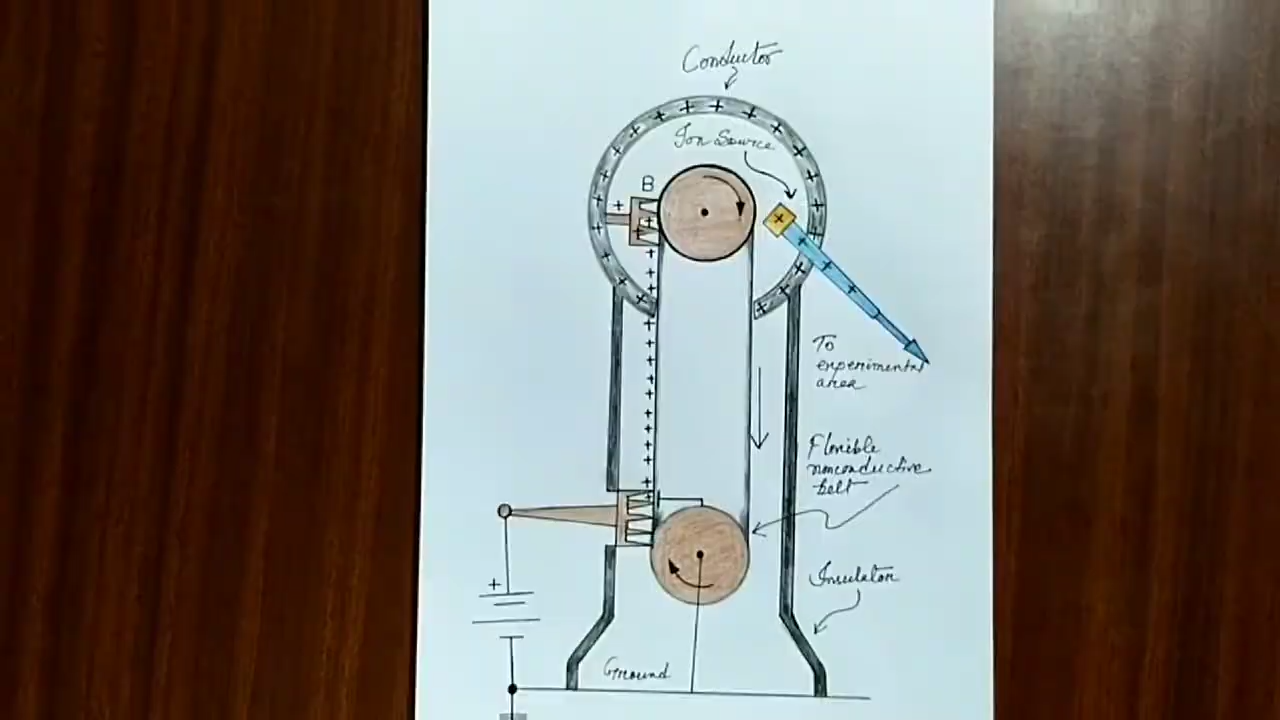 Conductor
Ion Source
B
To
experimental
area
Flexible
nonconductive
belt
Insulator
Ground